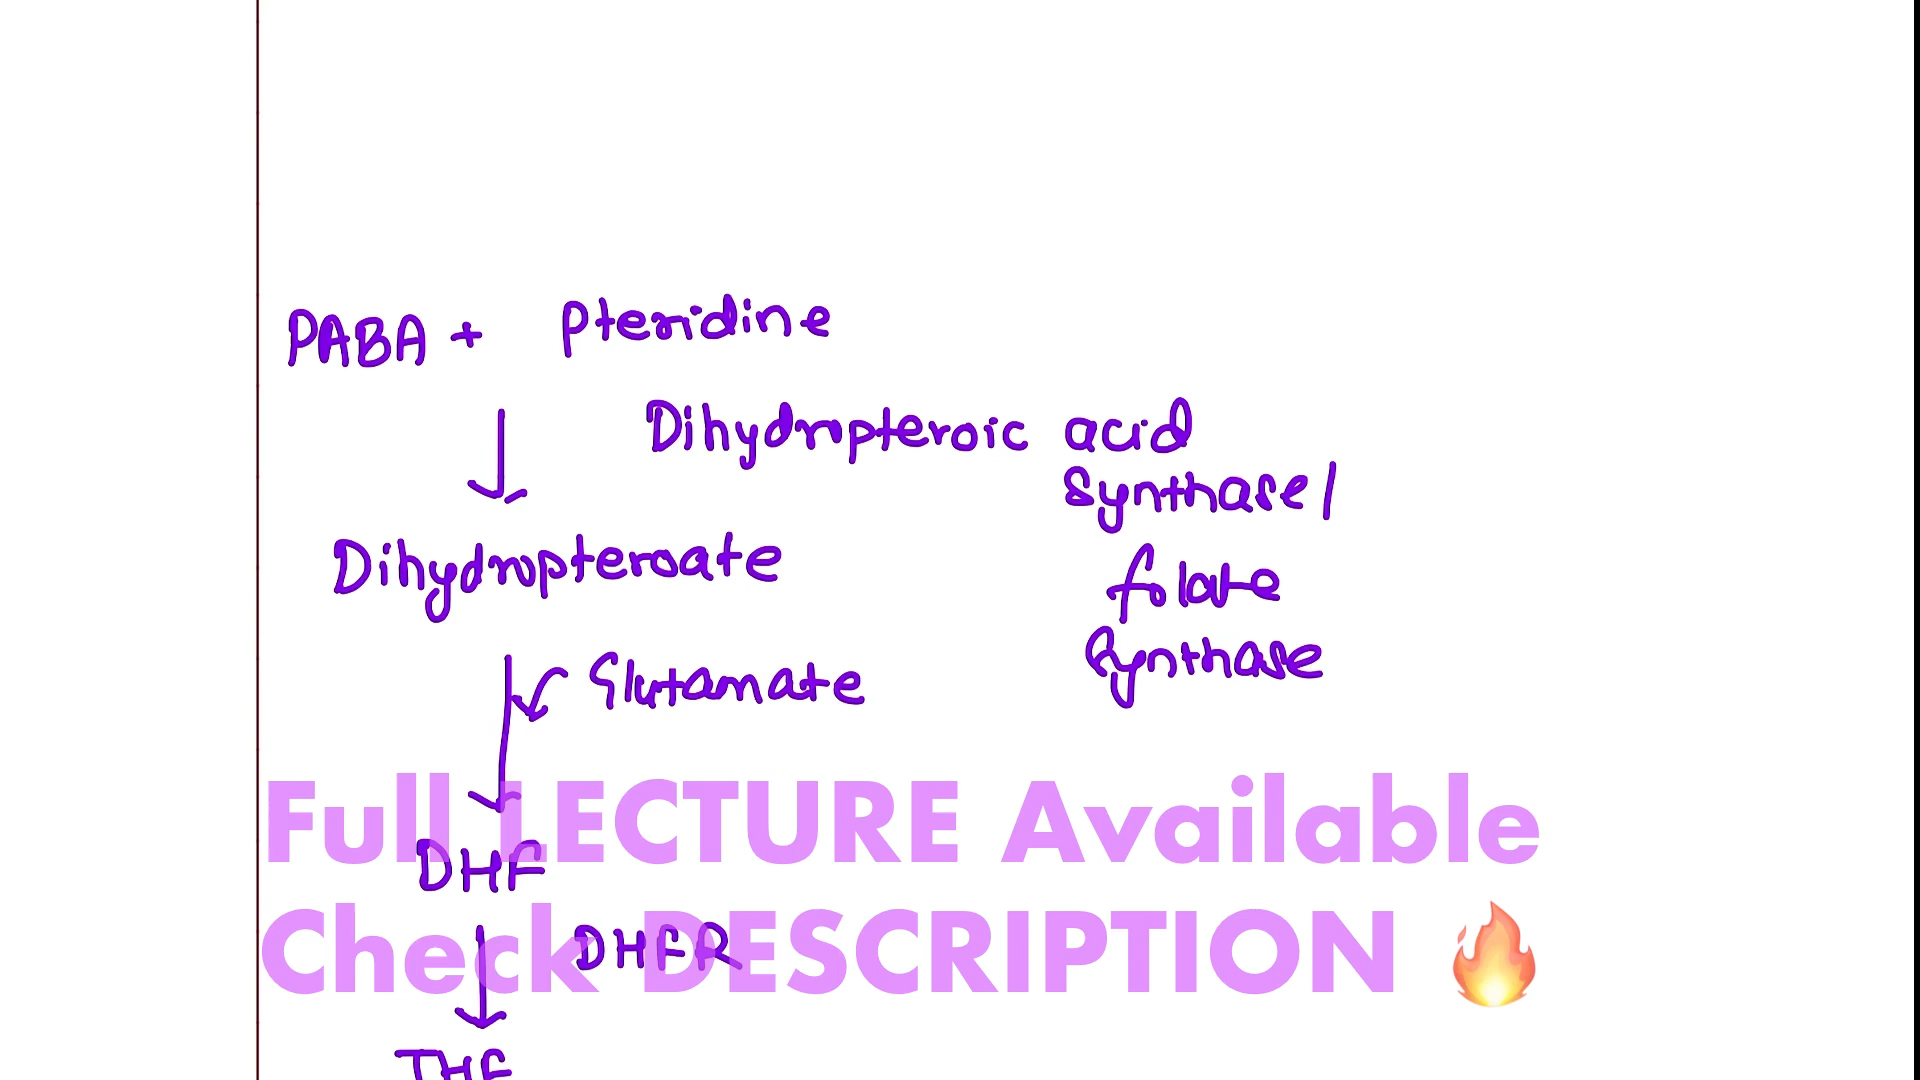 PABA + Pteridine
Dihydropteroic acid
Synthase/
Dihydropteroate
folate
Synthase
Glutamate
Full LECTURE Available
DHF
Check DESCRIPTION 🔥
DHFR
THF